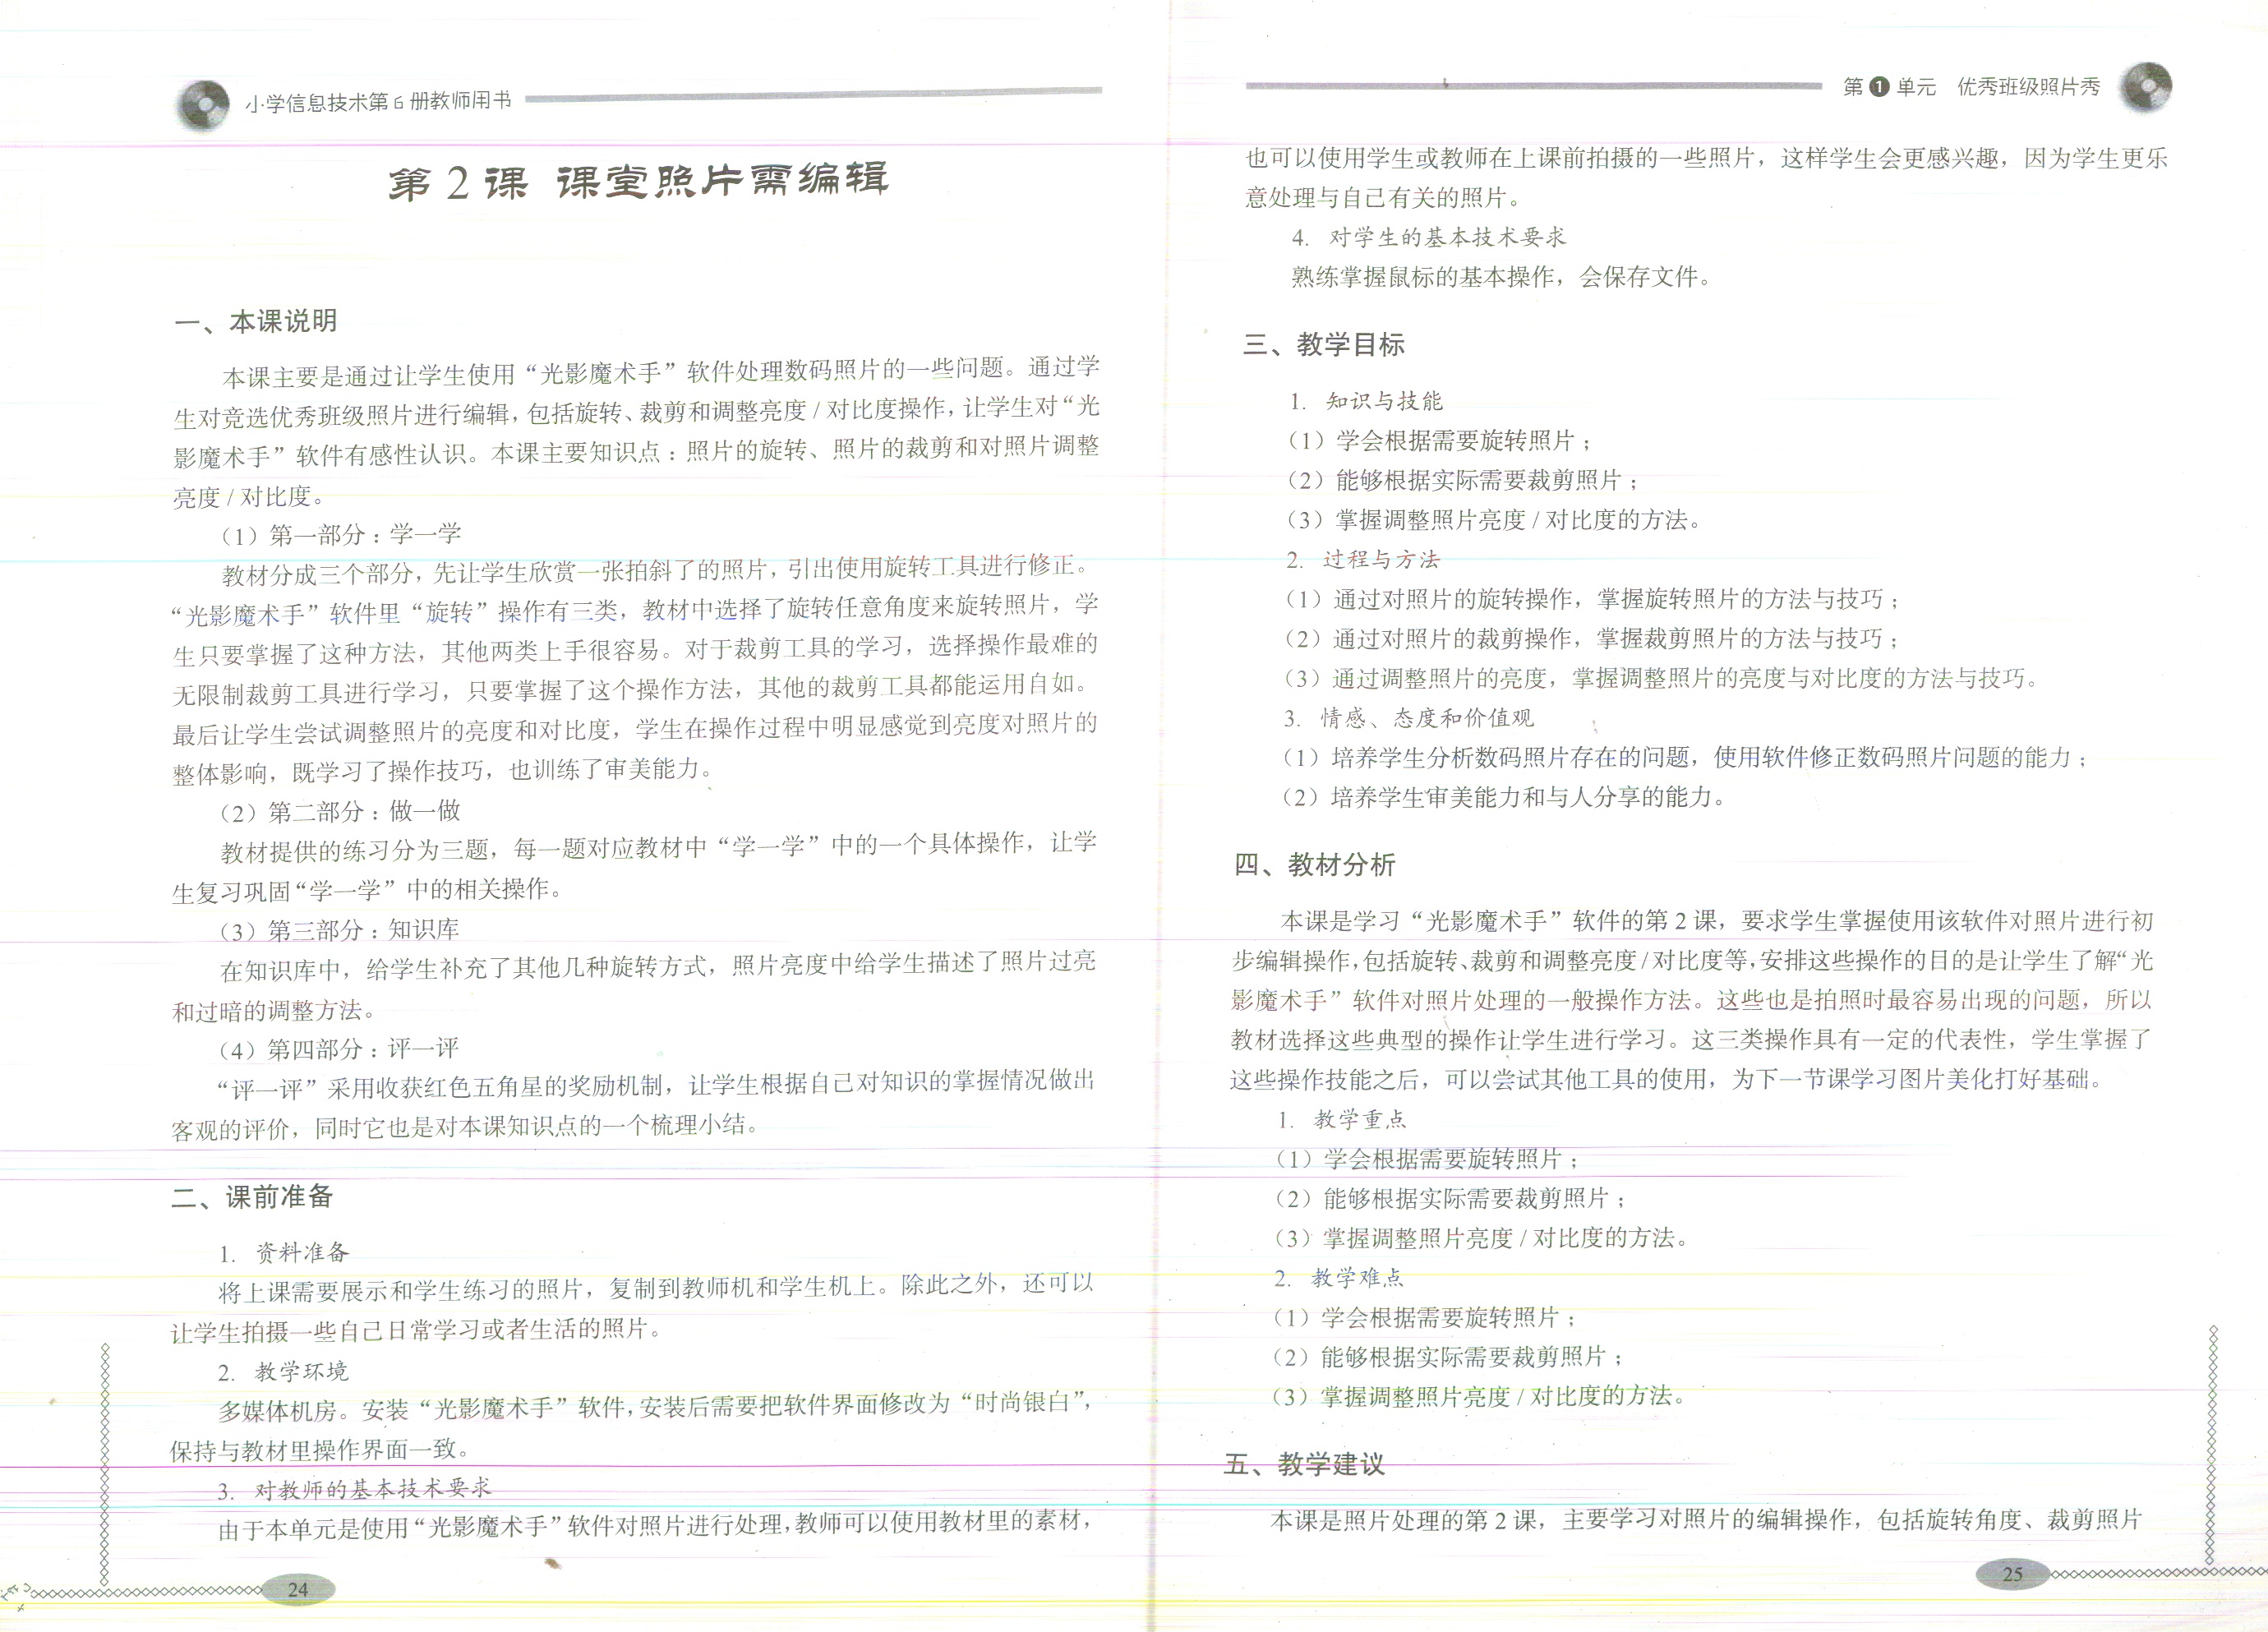 小学信息技术第6册教师用书
第2课 课堂照片需编辑
一、本课说明
本课主要是通过让学生使用“光影魔术手”软件处理数码照片的一些问题。通过学
生对竞选优秀班级照片进行编辑，包括旋转、裁剪和调整亮度/对比度操作，让学生对“光
影魔术手”软件有感性认识。本课主要知识点：照片的旋转、照片的裁剪和对照片调整
亮度/对比度。
（1）第一部分：学一学
教材分成三个部分，先让学生欣赏一张拍斜了的照片，引出使用旋转工具进行修正。
“光影魔术手”软件里“旋转”操作有三类，教材中选择了旋转任意角度来旋转照片，学
生只要掌握了这种方法，其他两类上手很容易。对于裁剪工具的学习，选择操作最难的
无限制裁剪工具进行学习，只要掌握了这个操作方法，其他的裁剪工具都能运用自如。
最后让学生尝试调整照片的亮度和对比度，学生在操作过程中明显感觉到亮度对照片的
整体影响，既学习了操作技巧，也训练了审美能力。
（2）第二部分：做一做
教材提供的练习分为三题，每一题对应教材中“学一学”中的一个具体操作，让学
生复习巩固“学一学”中的相关操作。
（3）第三部分：知识库
在知识库中，给学生补充了其他几种旋转方式，照片亮度中给学生描述了照片过亮
和过暗的调整方法。
（4）第四部分：评一评
“评一评”采用收获红色五角星的奖励机制，让学生根据自己对知识的掌握情况做出
客观的评价，同时它也是对本课知识点的一个梳理小结。
二、课前准备
1. 资料准备
将上课需要展示和学生练习的照片，复制到教师机和学生机上。除此之外，还可以
让学生拍摄一些自己日常学习或者生活的照片。
2. 教学环境
多媒体机房。安装“光影魔术手”软件，安装后需要把软件界面修改为“时尚银白”，
保持与教材里操作界面一致。
3. 对教师的基本技术要求
由于本单元是使用“光影魔术手”软件对照片进行处理，教师可以使用教材里的素材，
24
第1单元 优秀班级照片秀
也可以使用学生或教师在上课前拍摄的一些照片，这样学生会更感兴趣，因为学生更乐
意处理与自己有关的照片。
4. 对学生的基本技术要求
熟练掌握鼠标的基本操作，会保存文件。
三、教学目标
1. 知识与技能
（1）学会根据需要旋转照片；
（2）能够根据实际需要裁剪照片；
（3）掌握调整照片亮度/对比度的方法。
2. 过程与方法
（1）通过对照片的旋转操作，掌握旋转照片的方法与技巧；
（2）通过对照片的裁剪操作，掌握裁剪照片的方法与技巧；
（3）通过调整照片的亮度，掌握调整照片的亮度与对比度的方法与技巧。
3. 情感、态度和价值观
（1）培养学生分析数码照片存在的问题，使用软件修正数码照片问题的能力；
（2）培养学生审美能力和与人分享的能力。
四、教材分析
本课是学习“光影魔术手”软件的第2课，要求学生掌握使用该软件对照片进行初
步编辑操作，包括旋转、裁剪和调整亮度/对比度等，安排这些操作的目的是让学生了解“光
影魔术手”软件对照片处理的一般操作方法。这些也是拍照时最容易出现的问题，所以
教材选择这些典型的操作让学生进行学习。这三类操作具有一定的代表性，学生掌握了
这些操作技能之后，可以尝试其他工具的使用，为下一节课学习图片美化打好基础。
1. 教学重点
（1）学会根据需要旋转照片；
（2）能够根据实际需要裁剪照片；
（3）掌握调整照片亮度/对比度的方法。
2. 教学难点
（1）学会根据需要旋转照片；
（2）能够根据实际需要裁剪照片；
（3）掌握调整照片亮度/对比度的方法。
五、教学建议
本课是照片处理的第2课，主要学习对照片的编辑操作，包括旋转角度、裁剪照片
25